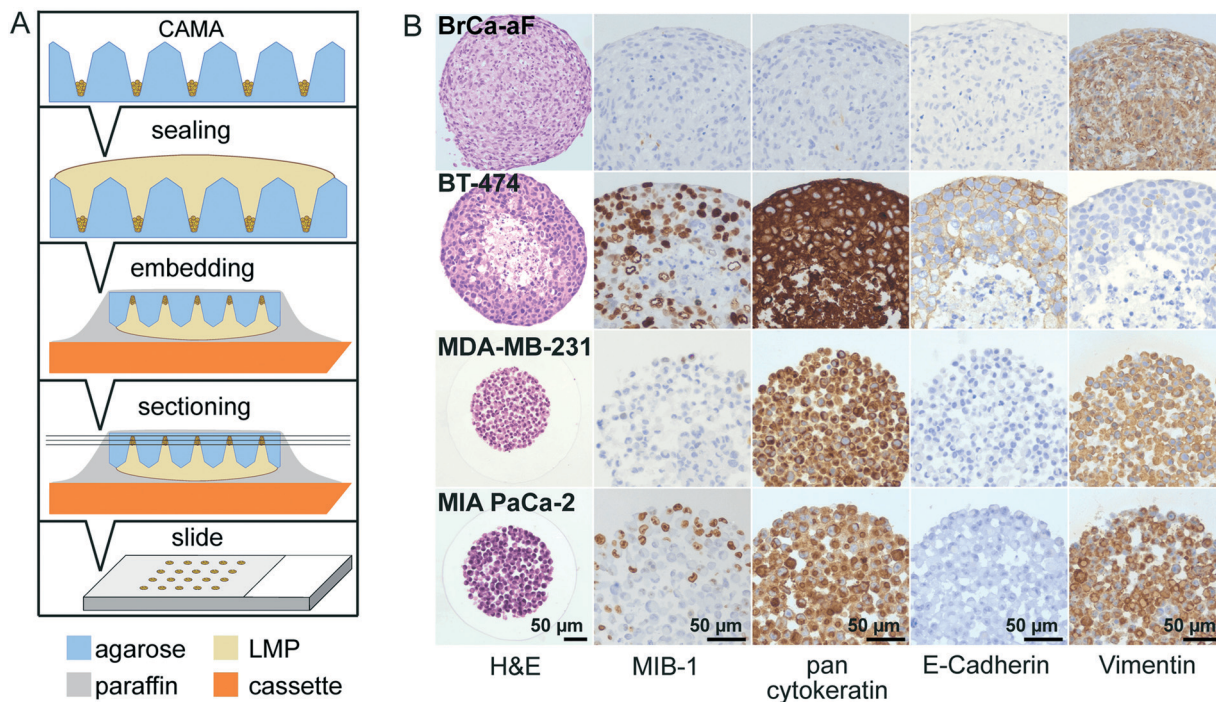 A
CAMA
sealing
embedding
sectioning
slide
agarose
LMP
paraffin
cassette
B
BrCa-aF
BT-474
MDA-MB-231
MIA PaCa-2
50 µm
50 µm
50 µm
50 µm
50 µm
H&E
MIB-1
pan
cytokeratin
E-Cadherin
Vimentin